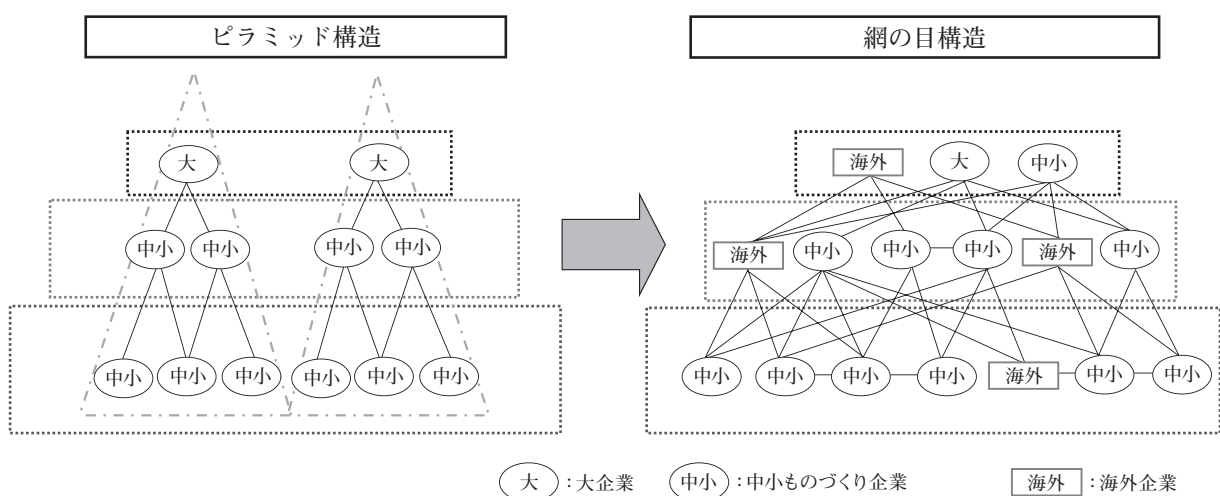 ピラミッド構造
網の目構造
大 大
中小 中小 中小 中小
中小 中小 中小 中小 中小 中小
海外 大 中小
海外 中小 中小 中小 海外 中小
中小 中小 中小 中小 海外 中小 中小
大 :大企業 中小 :中小ものづくり企業 海外 :海外企業